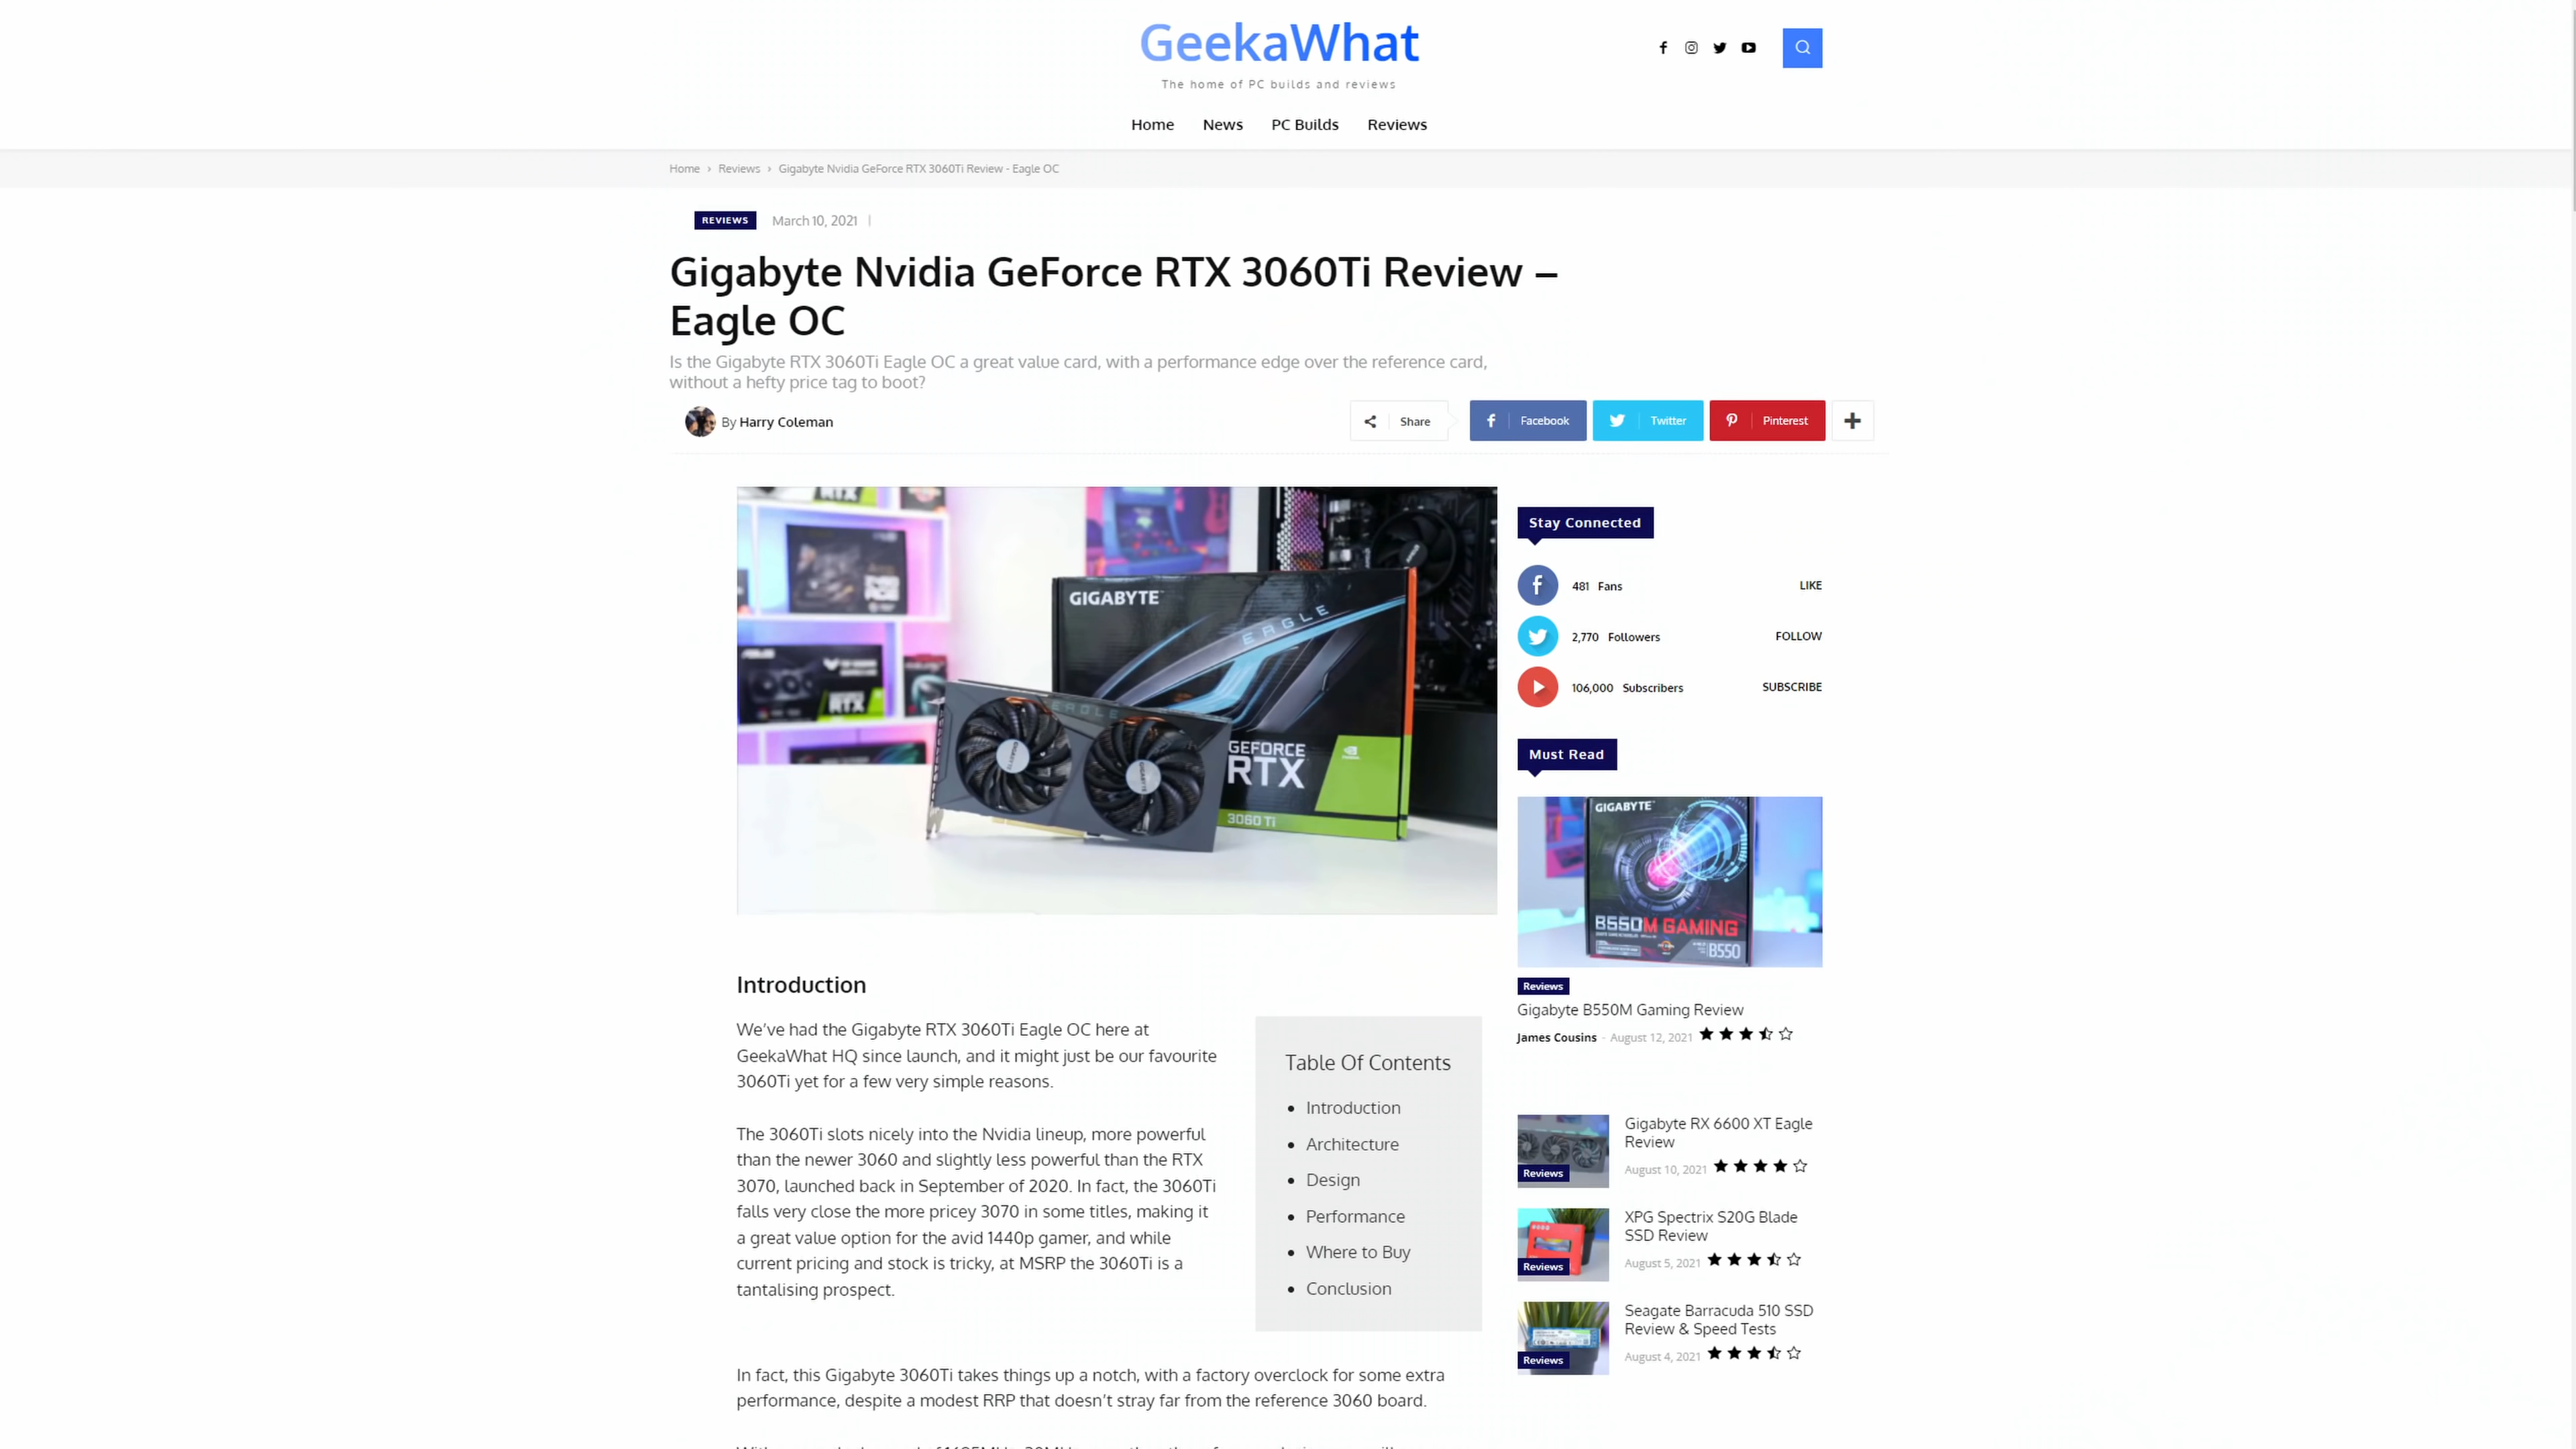 GeekaWhat
The home of PC builds and reviews
Home News PC Builds Reviews
Home › Reviews › Gigabyte Nvidia GeForce RTX 3060Ti Review - Eagle OC
REVIEWS March 10, 2021
Gigabyte Nvidia GeForce RTX 3060Ti Review –
Eagle OC
Is the Gigabyte RTX 3060Ti Eagle OC a great value card, with a performance edge over the reference card,
without a hefty price tag to boot?
By Harry Coleman
Share Facebook Twitter Pinterest
GIGABYTE
EAGLE
EAGLE
GEFORCE
RTX
3060 Ti
RTX
Introduction
We've had the Gigabyte RTX 3060Ti Eagle OC here at
GeekaWhat HQ since launch, and it might just be our favourite
3060Ti yet for a few very simple reasons.
The 3060Ti slots nicely into the Nvidia lineup, more powerful
than the newer 3060 and slightly less powerful than the RTX
3070, launched back in September of 2020. In fact, the 3060Ti
falls very close the more pricey 3070 in some titles, making it
a great value option for the avid 1440p gamer, and while
current pricing and stock is tricky, at MSRP the 3060Ti is a
tantalising prospect.
Table Of Contents
Introduction
Architecture
Design
Performance
Where to Buy
Conclusion
In fact, this Gigabyte 3060Ti takes things up a notch, with a factory overclock for some extra
performance, despite a modest RRP that doesn't stray far from the reference 3060 board.
Stay Connected
481 Fans LIKE
2,770 Followers FOLLOW
106,000 Subscribers SUBSCRIBE
Must Read
GIGABYTE
B550M GAMING
B550
Reviews
Gigabyte B550M Gaming Review
James Cousins - August 12, 2021
Reviews
Gigabyte RX 6600 XT Eagle
Review
August 10, 2021
Reviews
XPG Spectrix S20G Blade
SSD Review
August 5, 2021
Reviews
Seagate Barracuda 510 SSD
Review & Speed Tests
August 4, 2021